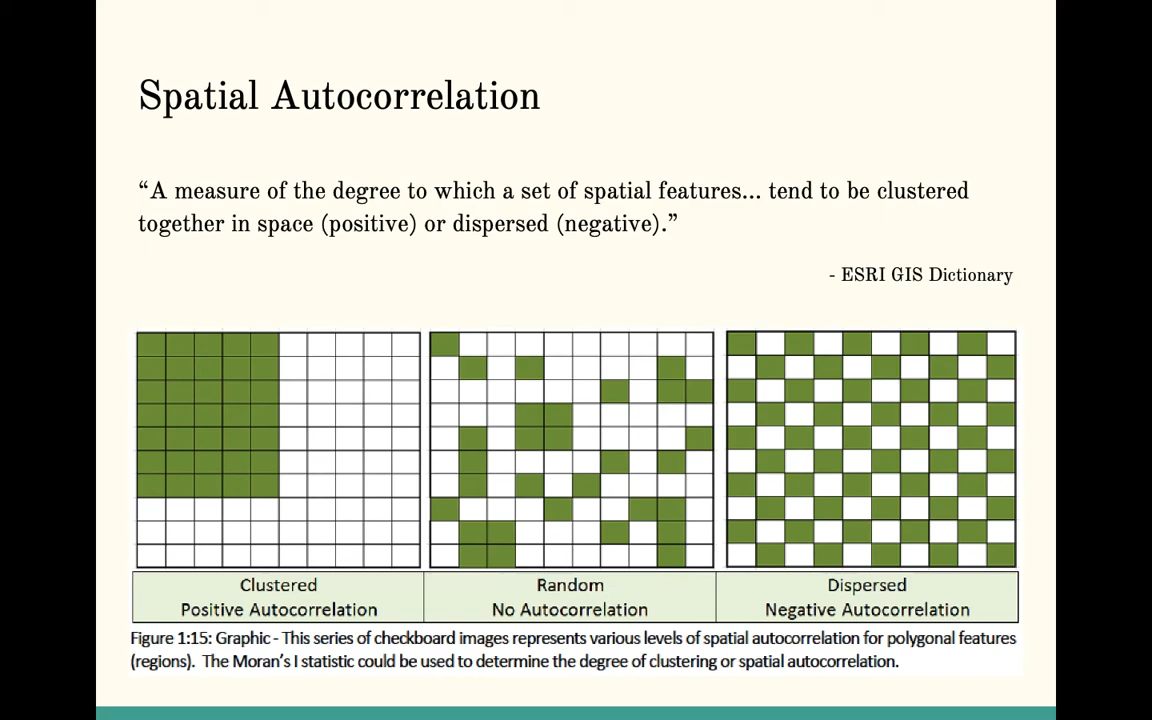 Spatial Autocorrelation
“A measure of the degree to which a set of spatial features... tend to be clustered
together in space (positive) or dispersed (negative).”
- ESRI GIS Dictionary
Clustered
Positive Autocorrelation
Random
No Autocorrelation
Dispersed
Negative Autocorrelation
Figure 1:15: Graphic - This series of checkboard images represents various levels of spatial autocorrelation for polygonal features
(regions).  The Moran's I statistic could be used to determine the degree of clustering or spatial autocorrelation.